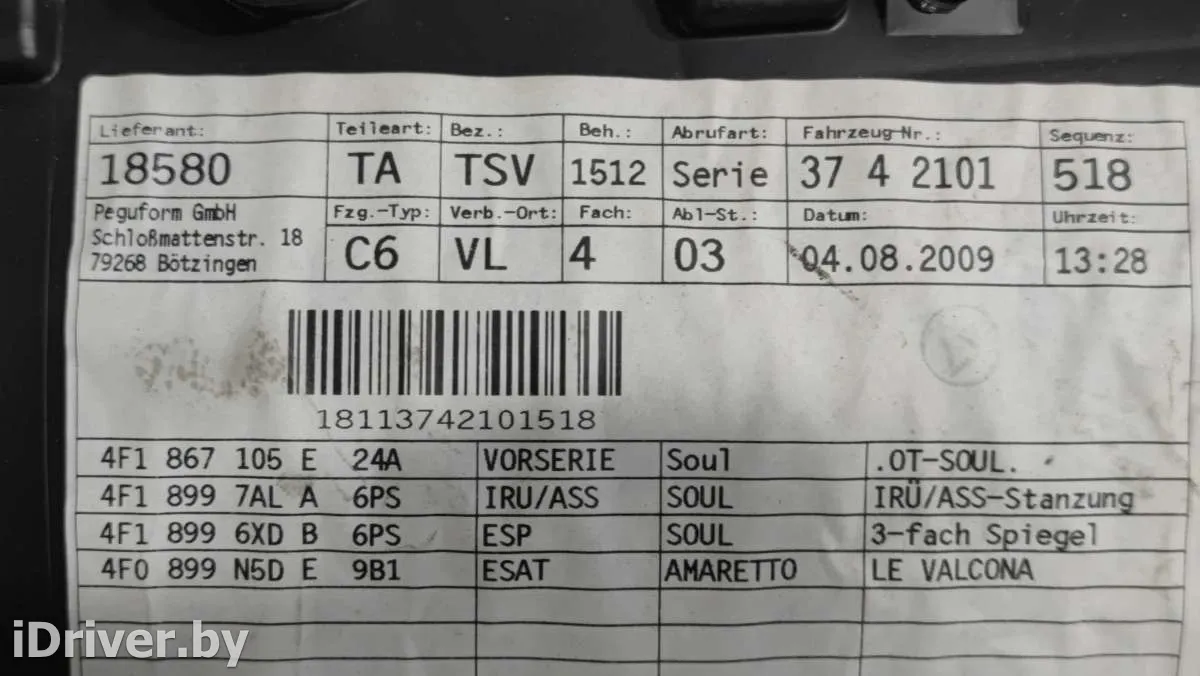 Lieferant: Teileart: Bez.: Beh.: Abrufart: Fahrzeug-Nr.: Sequenz:
18580 TA TSV 1512 Serie 37 4 2101 518
Peguform GmbH Fzg.-Typ: Verb.-Ort: Fach: Abl-St.: Datum: Uhrzeit:
Schloßmattenstr. 18
79268 Bötzingen C6 VL 4 03 04.08.2009 13:28
18113742101518
4F1 867 105 E 24A VORSERIE Soul .OT-SOUL.
4F1 899 7AL A 6PS IRU/ASS SOUL IRÜ/ASS-Stanzung
4F1 899 6XD B 6PS ESP SOUL 3-fach Spiegel
4F0 899 N5D E 9B1 ESAT AMARETTO LE VALCONA
iDriver.by